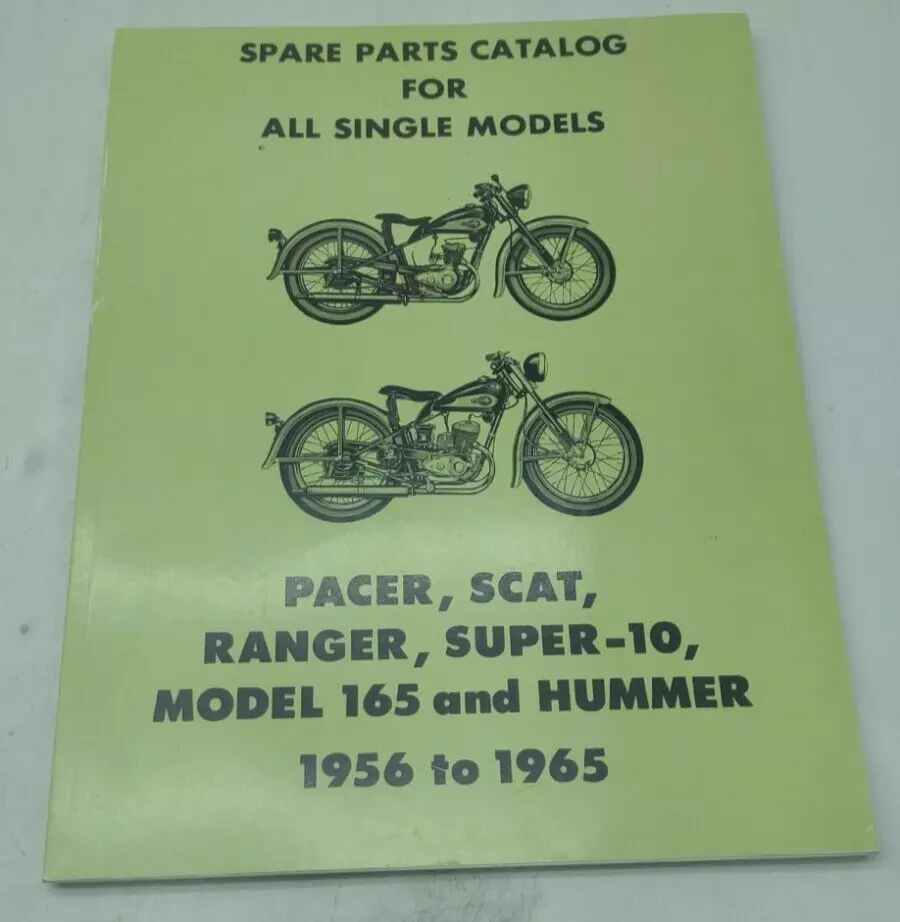 SPARE PARTS CATALOG
FOR
ALL SINGLE MODELS
PACER, SCAT,
RANGER, SUPER-10,
MODEL 165 and HUMMER
1956 to 1965